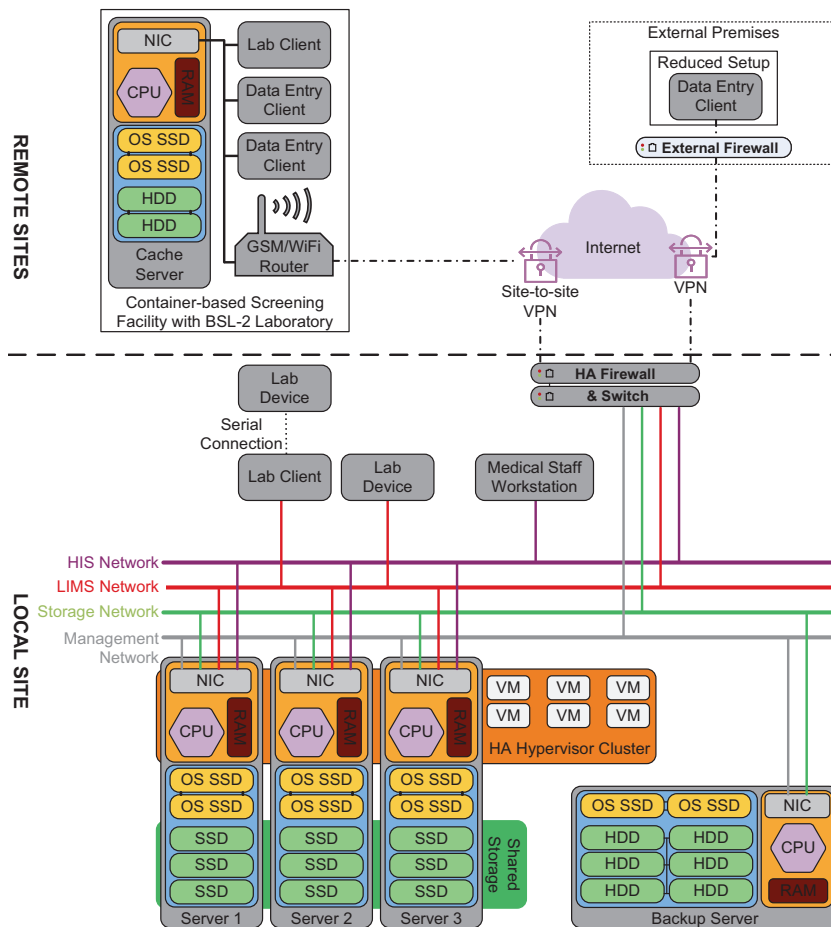 REMOTE SITES
NIC
CPU
RAM
OS SSD
OS SSD
HDD
HDD
Cache
Server
Lab Client
Data Entry
Client
Data Entry
Client
GSM/WiFi
Router
Container-based Screening
Facility with BSL-2 Laboratory
External Premises
Reduced Setup
Data Entry
Client
External Firewall
Internet
Site-to-site
VPN
VPN
LOCAL SITE
HA Firewall
& Switch
Lab
Device
Serial
Connection
Lab Client
Lab
Device
Medical Staff
Workstation
HIS Network
LIMS Network
Storage Network
Management
Network
NIC
CPU
RAM
OS SSD
OS SSD
SSD
SSD
SSD
Server 1
NIC
CPU
RAM
OS SSD
OS SSD
SSD
SSD
SSD
Server 2
NIC
CPU
RAM
OS SSD
OS SSD
SSD
SSD
SSD
Server 3
VM VM VM
VM VM VM
HA Hypervisor Cluster
Shared
Storage
OS SSD OS SSD
HDD HDD
HDD HDD
HDD HDD
NIC
CPU
RAM
Backup Server